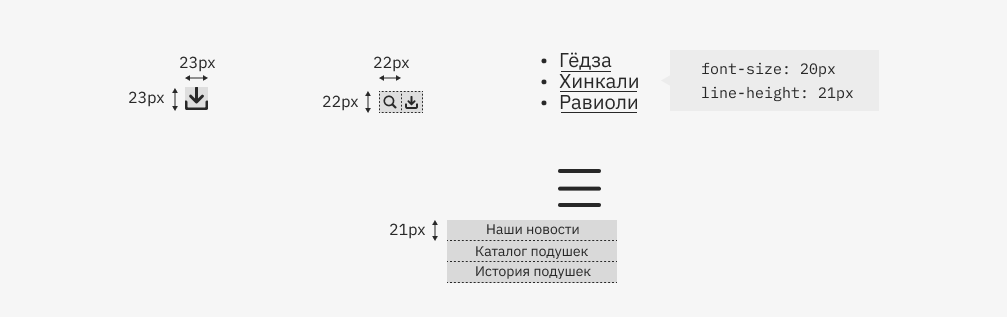 23px
23px
22px
22px
Гёдза
Хинкали
Равиоли
font-size: 20px
line-height: 21px
21px
Наши новости
Каталог подушек
История подушек